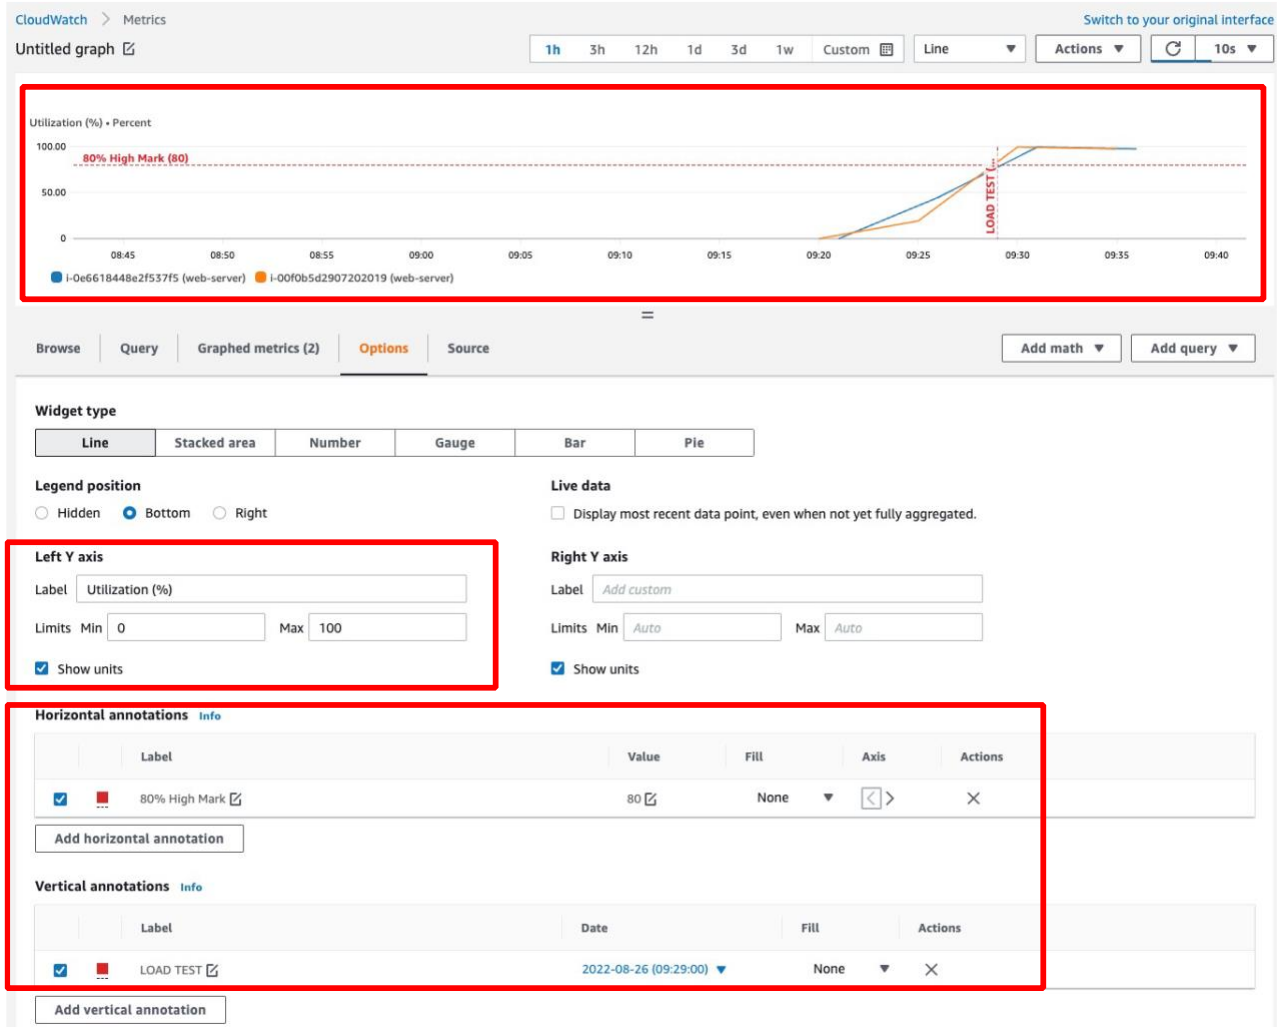 CloudWatch > Metrics
Switch to your original interface
Untitled graph
1h 3h 12h 1d 3d 1w Custom Line Actions 10s
Utilization (%) • Percent
100.00
80% High Mark (80)
50.00
LOAD TEST (...
0
08:45 08:50 08:55 09:00 09:05 09:10 09:15 09:20 09:25 09:30 09:35 09:40
i-0e6618448e2f537f5 (web-server) i-00f0b5d2907202019 (web-server)
Browse Query Graphed metrics (2) Options Source Add math Add query
Widget type
Line Stacked area Number Gauge Bar Pie
Legend position
Hidden Bottom Right
Live data
Display most recent data point, even when not yet fully aggregated.
Left Y axis
Label Utilization (%)
Limits Min 0 Max 100
Show units
Right Y axis
Label Add custom
Limits Min Auto Max Auto
Show units
Horizontal annotations Info
Label Value Fill Axis Actions
80% High Mark 80 None < > ×
Add horizontal annotation
Vertical annotations Info
Label Date Fill Actions
LOAD TEST 2022-08-26 (09:29:00) None ×
Add vertical annotation